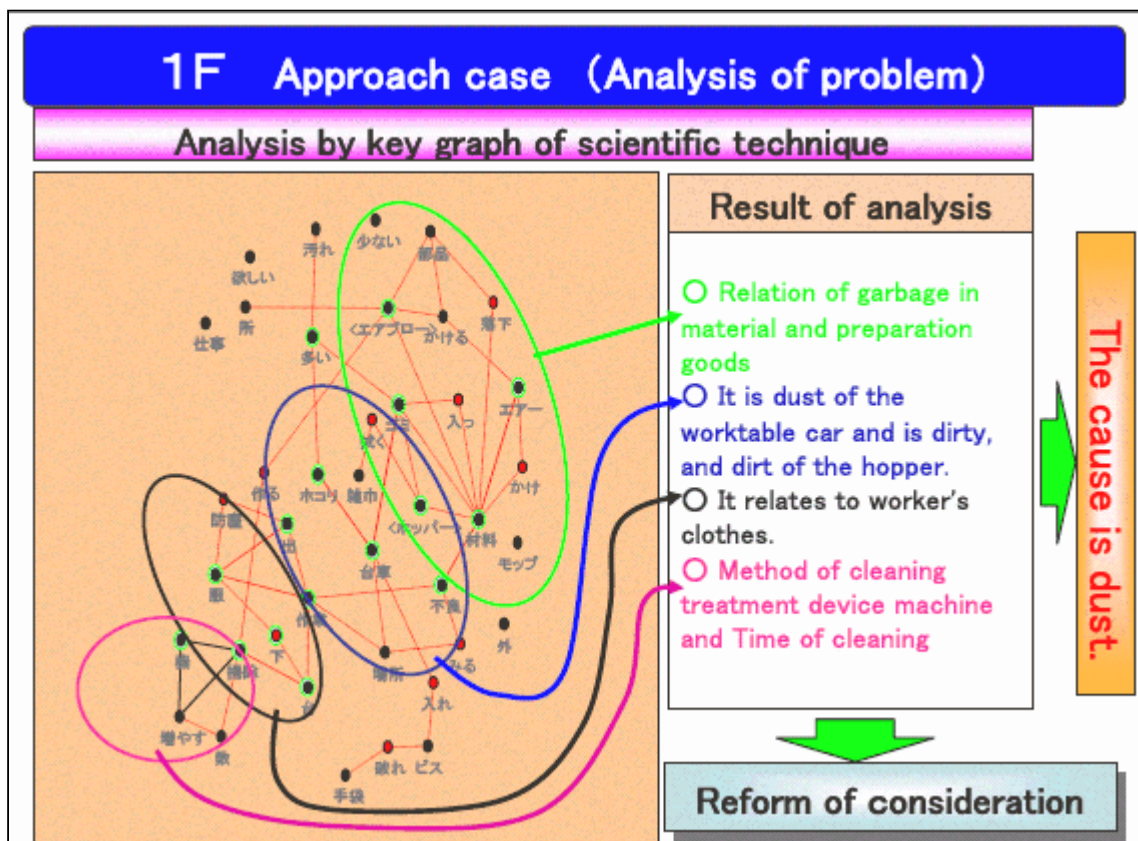 1F Approach case （Analysis of problem）
Analysis by key graph of scientific technique
汚れ
少ない
部品
欲しい
所
<エアブロー>
かける
落下
仕事
多い
エアー
ゴミ
入っ
作る
ホコリ
雑巾
<ホッパー>
材料
かけ
防塵
出
台車
モップ
服
作業
不良
外
下
掃除
場所
みる
台
入れ
増やす
数
破れ
ビス
手袋
Result of analysis
○ Relation of garbage in
material and preparation
goods
○ It is dust of the
worktable car and is dirty,
and dirt of the hopper.
○ It relates to worker's
clothes.
○ Method of cleaning
treatment device machine
and Time of cleaning
The cause is dust.
Reform of consideration